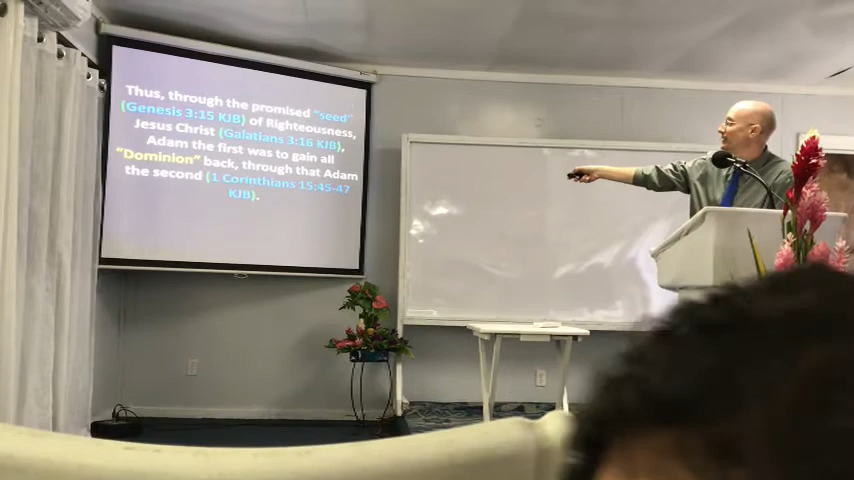 Thus, through the promised "seed"
(Genesis 3:15 KJB) of Righteousness,
Jesus Christ (Galatians 3:16 KJB),
Adam the first was to gain all
"Dominion" back, through that Adam
the second (1 Corinthians 15:45-47
KJB).